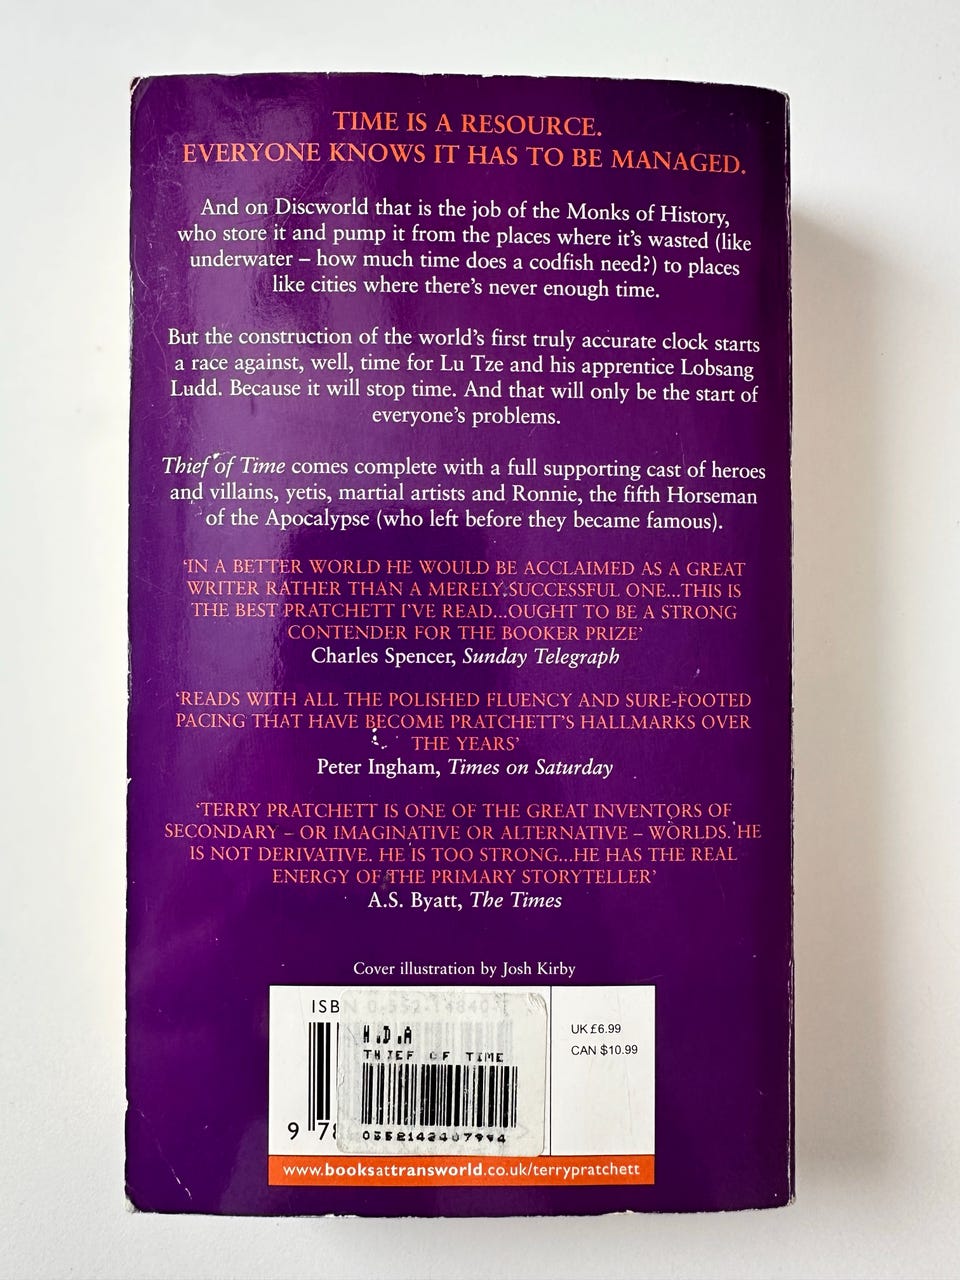 TIME IS A RESOURCE.
EVERYONE KNOWS IT HAS TO BE MANAGED.
And on Discworld that is the job of the Monks of History,
who store it and pump it from the places where it's wasted (like
underwater – how much time does a codfish need?) to places
like cities where there's never enough time.
But the construction of the world's first truly accurate clock starts
a race against, well, time for Lu Tze and his apprentice Lobsang
Ludd. Because it will stop time. And that will only be the start of
everyone's problems.
Thief of Time comes complete with a full supporting cast of heroes
and villains, yetis, martial artists and Ronnie, the fifth Horseman
of the Apocalypse (who left before they became famous).
'IN A BETTER WORLD HE WOULD BE ACCLAIMED AS A GREAT
WRITER RATHER THAN A MERELY SUCCESSFUL ONE...THIS IS
THE BEST PRATCHETT I'VE READ...OUGHT TO BE A STRONG
CONTENDER FOR THE BOOKER PRIZE'
Charles Spencer, Sunday Telegraph
'READS WITH ALL THE POLISHED FLUENCY AND SURE-FOOTED
PACING THAT HAVE BECOME PRATCHETT'S HALLMARKS OVER
THE YEARS'
Peter Ingham, Times on Saturday
'TERRY PRATCHETT IS ONE OF THE GREAT INVENTORS OF
SECONDARY – OR IMAGINATIVE OR ALTERNATIVE – WORLDS. HE
IS NOT DERIVATIVE. HE IS TOO STRONG...HE HAS THE REAL
ENERGY OF THE PRIMARY STORYTELLER'
A.S. Byatt, The Times
Cover illustration by Josh Kirby
ISBN
H.D.A
THIEF OF TIME
9 78
UK £6.99
CAN $10.99
www.booksattransworld.co.uk/terrypratchett